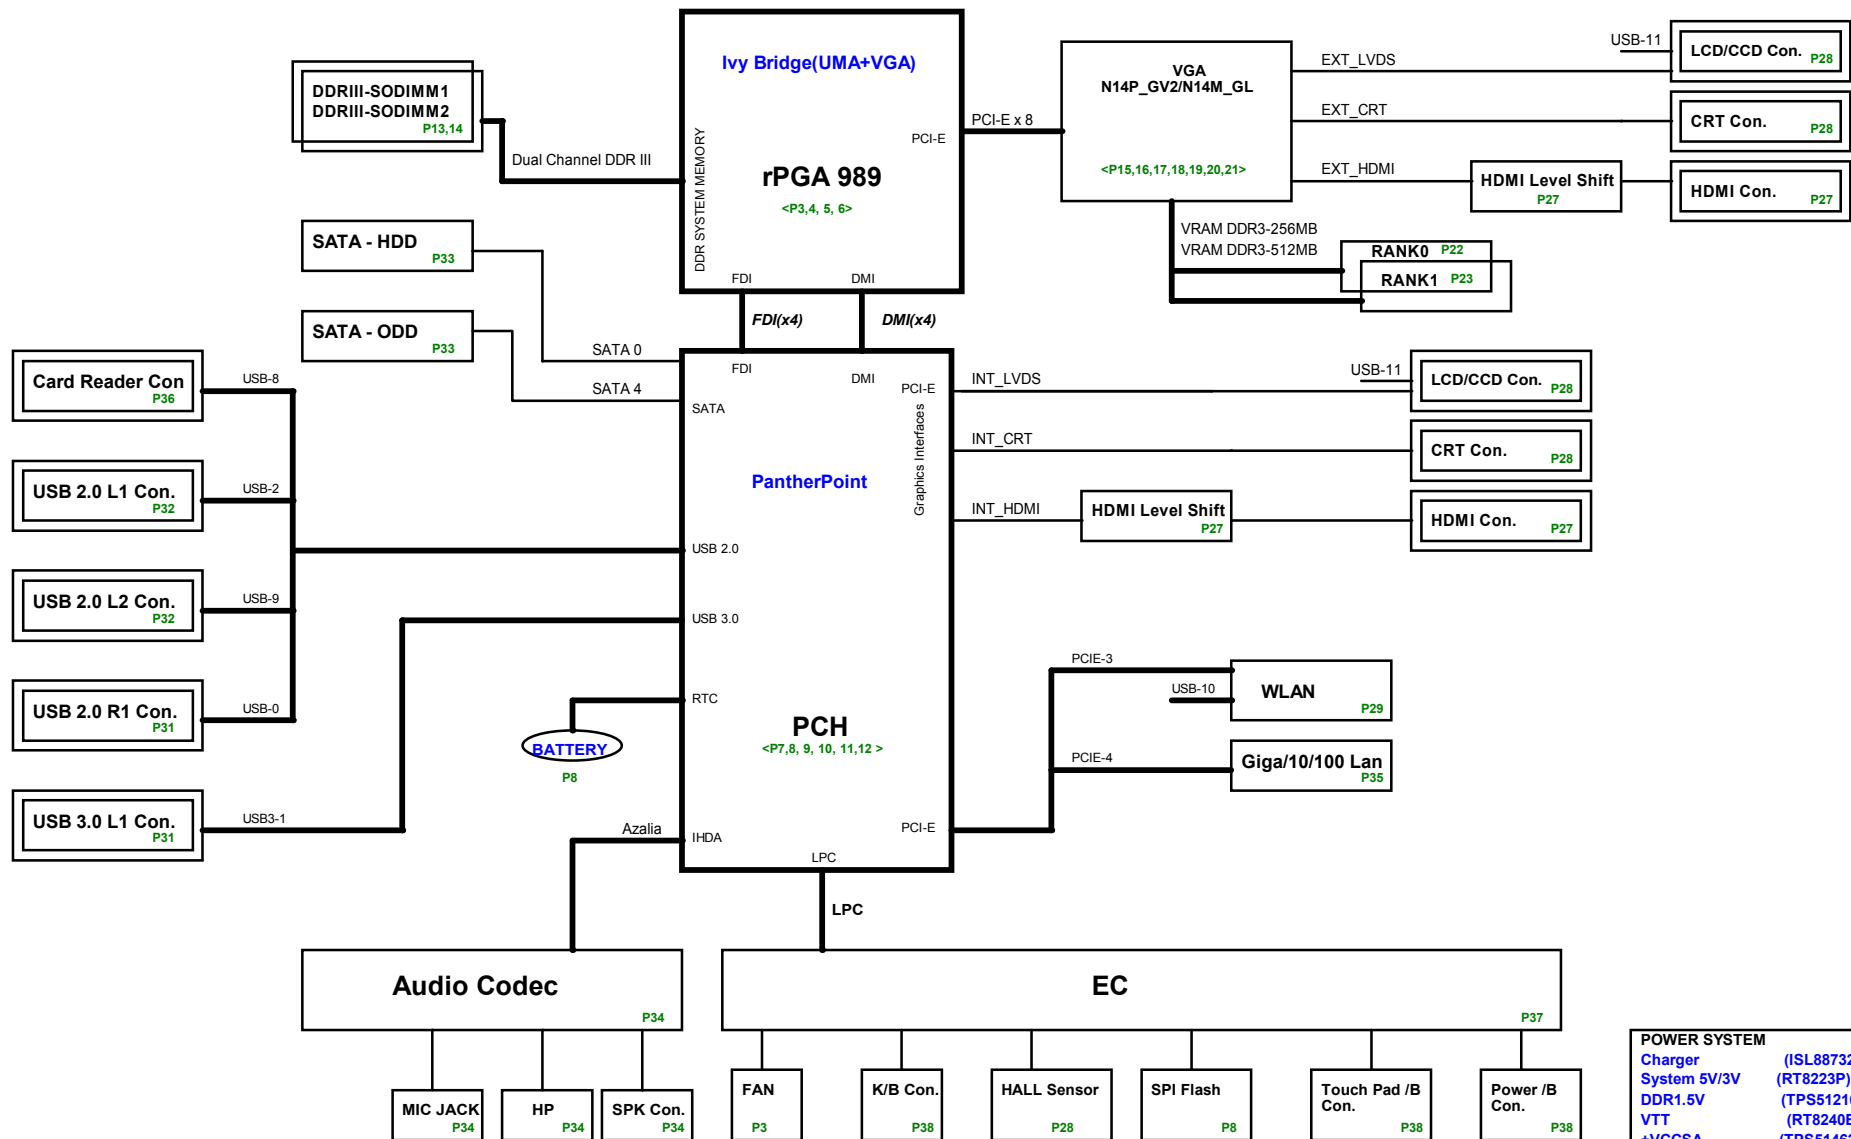 Ivy Bridge(UMA+VGA)
rPGA 989
<P3,4, 5, 6>
DDR SYSTEM MEMORY
PCI-E
FDI
DMI
DDRIII-SODIMM1
DDRIII-SODIMM2
P13,14
Dual Channel DDR III
PCI-E x 8
VGA
N14P_GV2/N14M_GL
<P15,16,17,18,19,20,21>
EXT_LVDS
USB-11
LCD/CCD Con. P28
EXT_CRT
CRT Con. P28
EXT_HDMI
HDMI Level Shift
P27
HDMI Con. P27
VRAM DDR3-256MB
VRAM DDR3-512MB
RANK0 P22
RANK1 P23
SATA - HDD
P33
SATA - ODD
P33
SATA 0
SATA 4
FDI(x4)
DMI(x4)
FDI
DMI
PCI-E
SATA
Graphics Interfaces
PantherPoint
INT_LVDS
USB-11
LCD/CCD Con. P28
INT_CRT
CRT Con.
P28
INT_HDMI
HDMI Level Shift
P27
HDMI Con. P27
Card Reader Con
P36
USB-8
USB 2.0 L1 Con.
P32
USB-2
USB 2.0
USB 2.0 L2 Con.
P32
USB-9
USB 3.0
USB 2.0 R1 Con.
P31
USB-0
RTC
BATTERY
P8
PCH
<P7,8, 9, 10, 11,12 >
PCIE-3
USB-10
WLAN
P29
PCIE-4
Giga/10/100 Lan
P35
USB 3.0 L1 Con.
P31
USB3-1
Azalia
IHDA
PCI-E
LPC
LPC
Audio Codec
P34
EC
P37
MIC JACK
P34
HP
P34
SPK Con.
P34
FAN
P3
K/B Con.
P38
HALL Sensor
P28
SPI Flash
P8
Touch Pad /B
Con.
P38
Power /B
Con.
P38
POWER SYSTEM
Charger (ISL88732
System 5V/3V (RT8223P)
DDR1.5V
VTT
+VCCSA